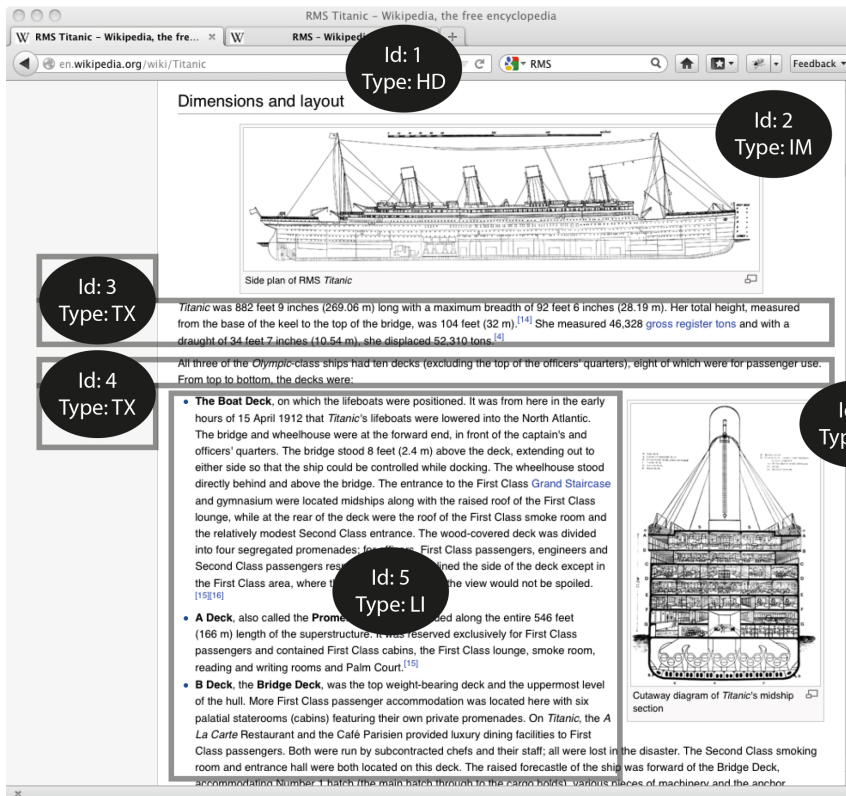 RMS Titanic – Wikipedia, the free encyclopedia
W RMS Titanic – Wikipedia, the fre... × W RMS – Wikiped +
en.wikipedia.org/wiki/Titanic RMS Feedback
Id: 1
Type: HD
Dimensions and layout
Id: 2
Type: IM
Side plan of RMS Titanic
Id: 3
Type: TX
Titanic was 882 feet 9 inches (269.06 m) long with a maximum breadth of 92 feet 6 inches (28.19 m). Her total height, measured
from the base of the keel to the top of the bridge, was 104 feet (32 m).[14] She measured 46,328 gross register tons and with a
draught of 34 feet 7 inches (10.54 m), she displaced 52,310 tons.[4]
Id: 4
Type: TX
All three of the Olympic-class ships had ten decks (excluding the top of the officers' quarters), eight of which were for passenger use.
From top to bottom, the decks were:
• The Boat Deck, on which the lifeboats were positioned. It was from here in the early
hours of 15 April 1912 that Titanic's lifeboats were lowered into the North Atlantic.
The bridge and wheelhouse were at the forward end, in front of the captain's and
officers' quarters. The bridge stood 8 feet (2.4 m) above the deck, extending out to
either side so that the ship could be controlled while docking. The wheelhouse stood
directly behind and above the bridge. The entrance to the First Class Grand Staircase
and gymnasium were located midships along with the raised roof of the First Class
lounge, while at the rear of the deck were the roof of the First Class smoke room and
the relatively modest Second Class entrance. The wood-covered deck was divided
into four segregated promenades; for officers, First Class passengers, engineers and
Second Class passengers res lined the side of the deck except in
the First Class area, where t the view would not be spoiled.
[15][16]
Id: 5
Type: LI
• A Deck, also called the Prome ded along the entire 546 feet
(166 m) length of the superstructure. It was reserved exclusively for First Class
passengers and contained First Class cabins, the First Class lounge, smoke room,
reading and writing rooms and Palm Court.[15]
• B Deck, the Bridge Deck, was the top weight-bearing deck and the uppermost level
of the hull. More First Class passenger accommodation was located here with six
palatial staterooms (cabins) featuring their own private promenades. On Titanic, the A
La Carte Restaurant and the Café Parisien provided luxury dining facilities to First
Class passengers. Both were run by subcontracted chefs and their staff; all were lost in the disaster. The Second Class smoking
room and entrance hall were both located on this deck. The raised forecastle of the ship was forward of the Bridge Deck,
accommodating Number 1 hatch (the main hatch through to the cargo holds), various pieces of machinery and the anchor
Id
Typ
Cutaway diagram of Titanic's midship
section